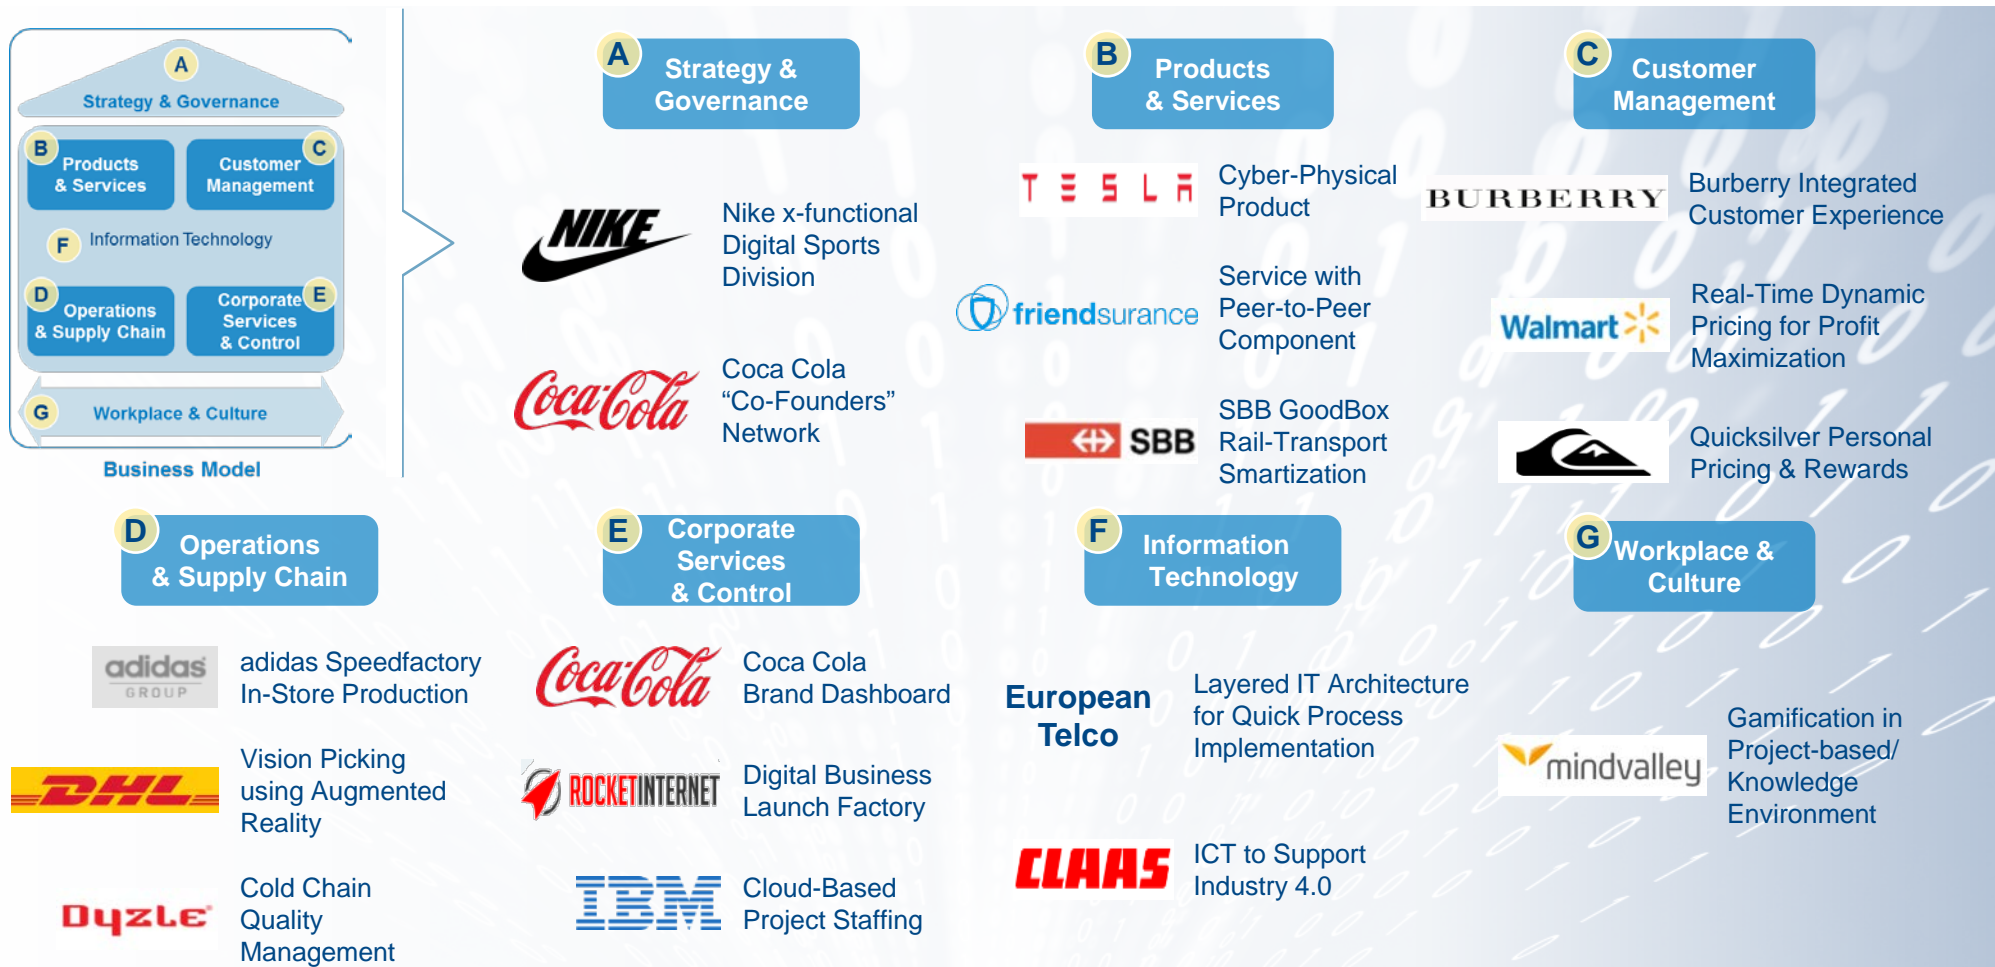 A
Strategy & Governance
B
Products
& Services
C
Customer
Management
F
Information Technology
D
Operations
& Supply Chain
E
Corporate
Services
& Control
G
Workplace & Culture
Business Model
A
Strategy &
Governance
NIKE
Nike x-functional
Digital Sports
Division
Coca-Cola
Coca Cola
“Co-Founders”
Network
B
Products
& Services
TESLA
Cyber-Physical
Product
friendsurance
Service with
Peer-to-Peer
Component
SBB
SBB GoodBox
Rail-Transport
Smartization
C
Customer
Management
BURBERRY
Burberry Integrated
Customer Experience
Walmart
Real-Time Dynamic
Pricing for Profit
Maximization
Quicksilver Personal
Pricing & Rewards
D
Operations
& Supply Chain
adidas
GROUP
adidas Speedfactory
In-Store Production
DHL
Vision Picking
using Augmented
Reality
Dyzle
Cold Chain
Quality
Management
E
Corporate
Services
& Control
Coca-Cola
Coca Cola
Brand Dashboard
ROCKETINTERNET
Digital Business
Launch Factory
IBM
Cloud-Based
Project Staffing
F
Information
Technology
European
Telco
Layered IT Architecture
for Quick Process
Implementation
CLAAS
ICT to Support
Industry 4.0
G
Workplace &
Culture
mindvalley
Gamification in
Project-based/
Knowledge
Environment